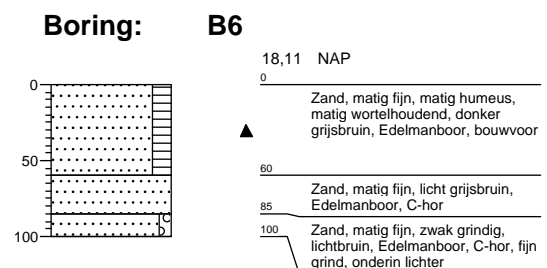 Boring: B6
18,11 NAP
0
0
Zand, matig fijn, matig humeus,
matig wortelhoudend, donker
grijsbruin, Edelmanboor, bouwvoor
50
60
Zand, matig fijn, licht grijsbruin,
Edelmanboor, C-hor
85
100
100
Zand, matig fijn, zwak grindig,
lichtbruin, Edelmanboor, C-hor, fijn
grind, onderin lichter